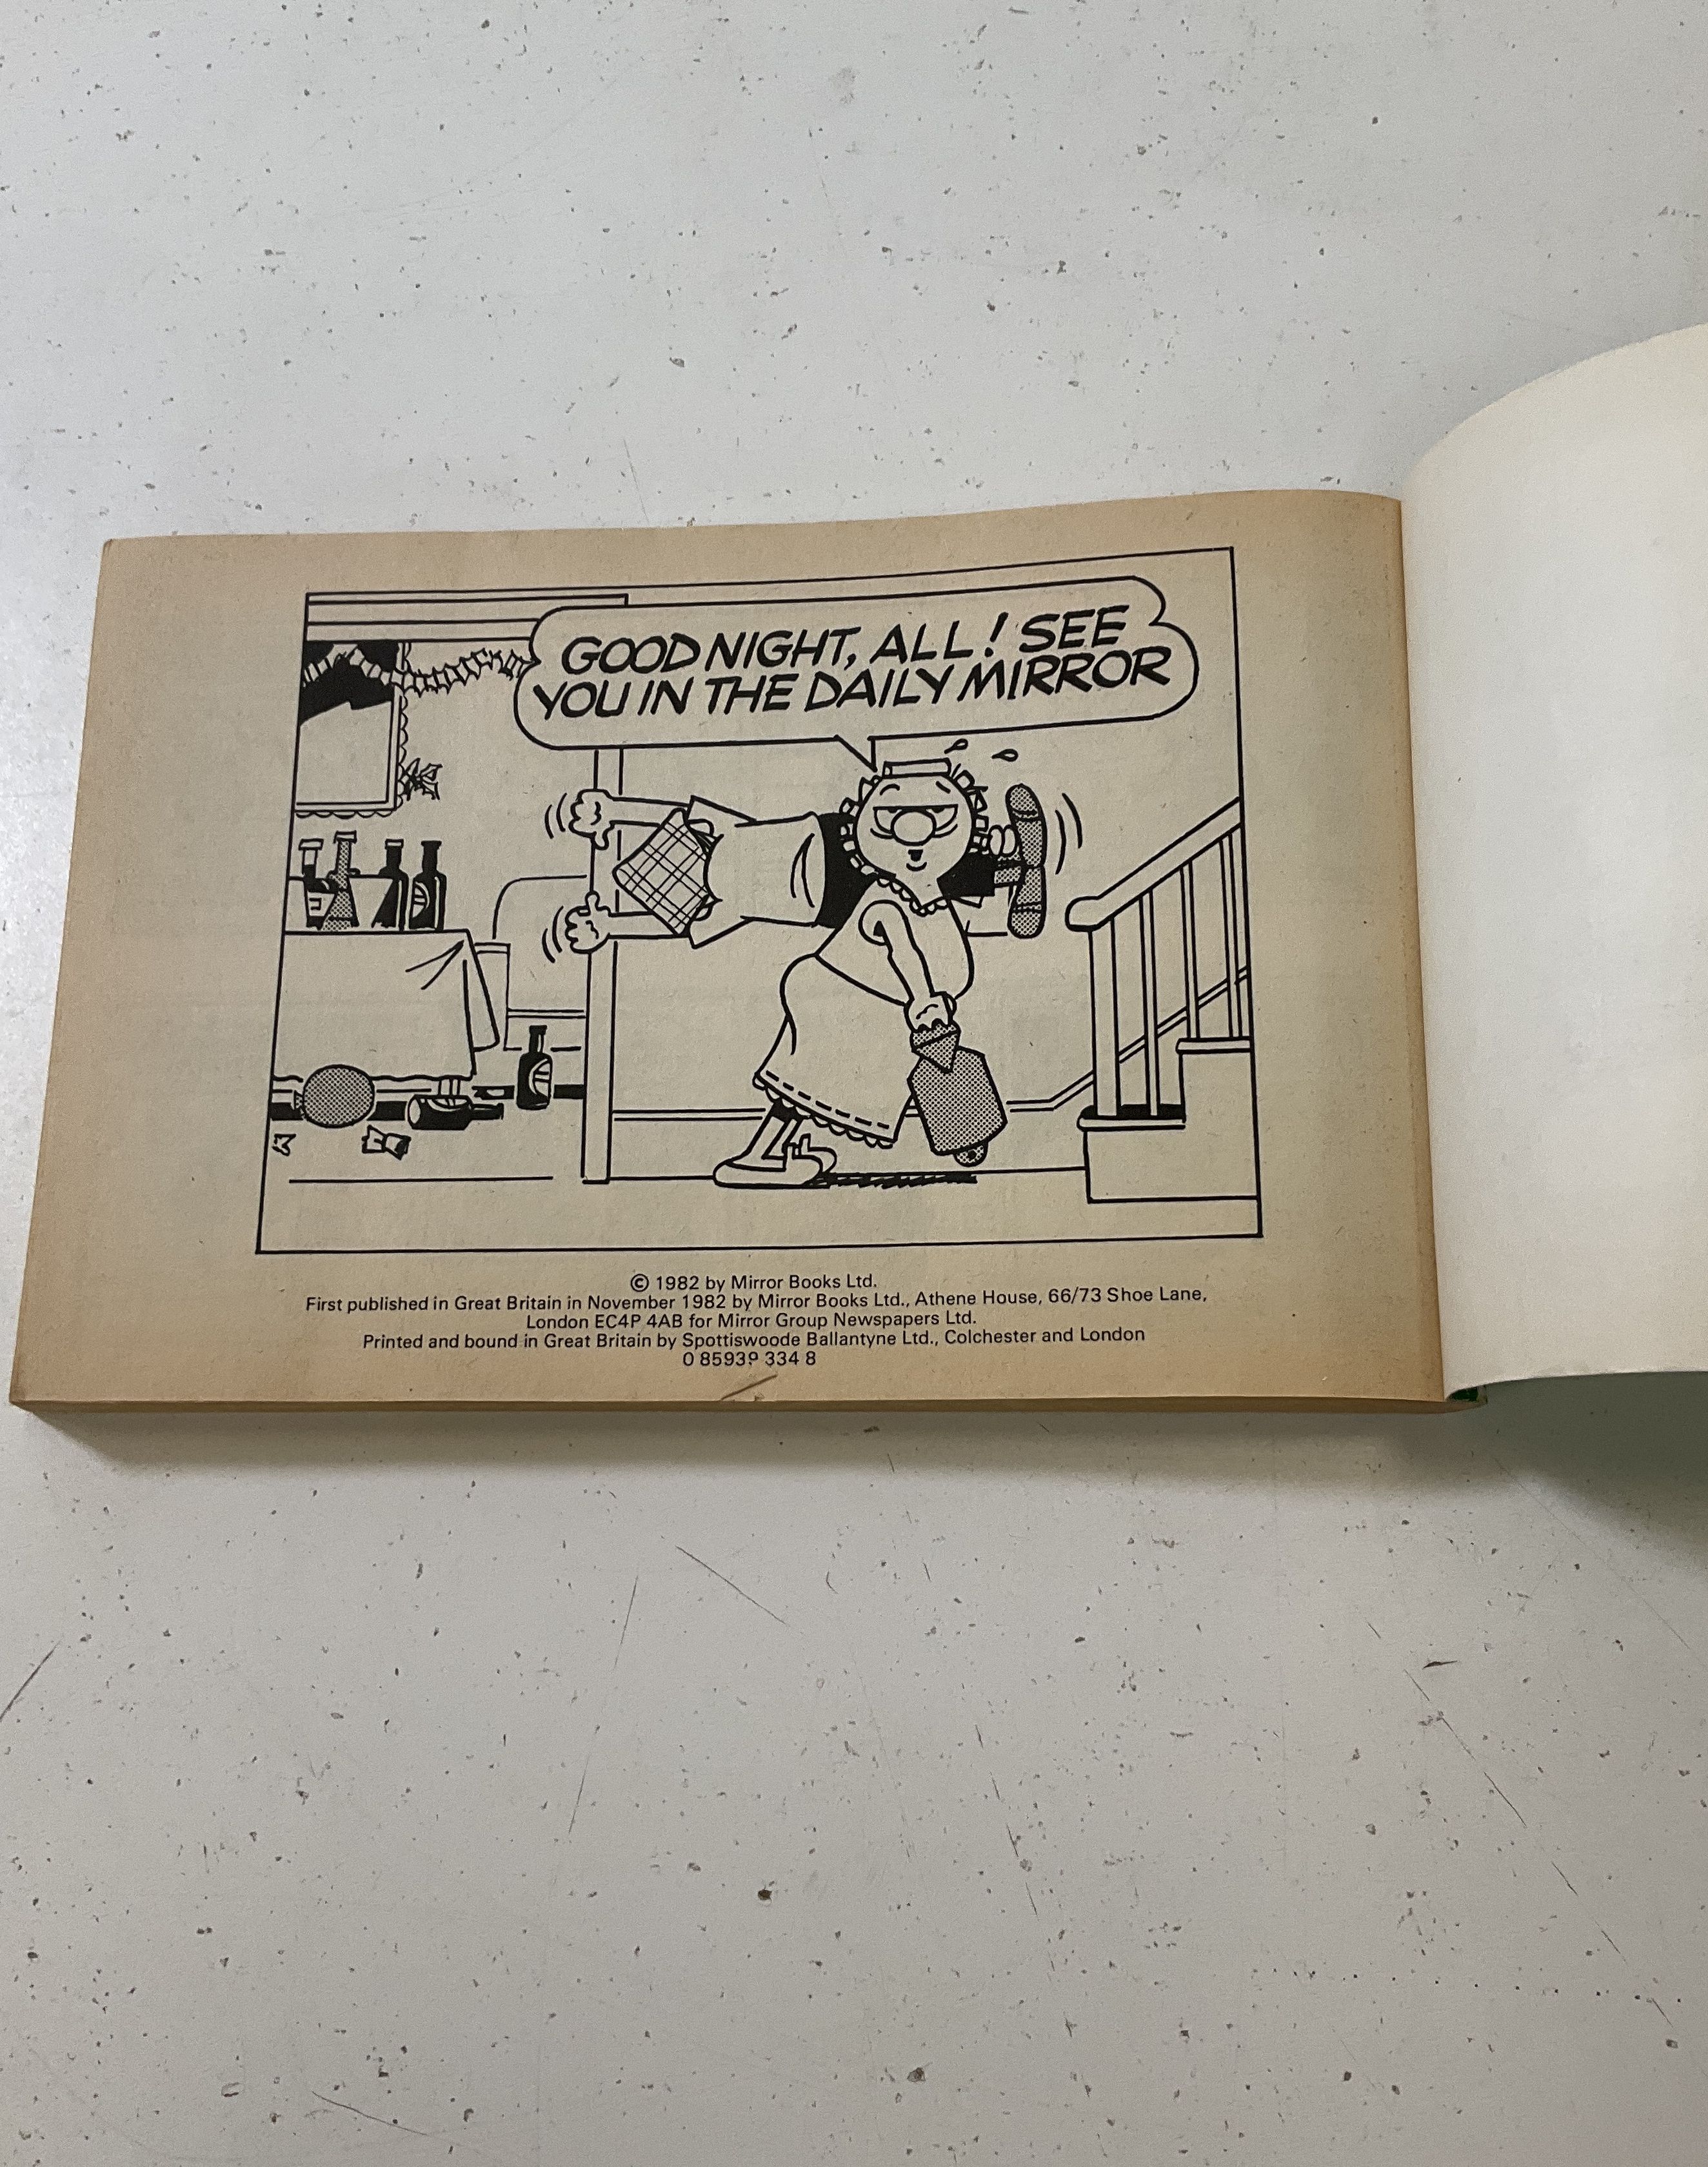 GOODNIGHT, ALL! SEE
YOU IN THE DAILY MIRROR
© 1982 by Mirror Books Ltd.
First published in Great Britain in November 1982 by Mirror Books Ltd., Athene House, 66/73 Shoe Lane,
London EC4P 4AB for Mirror Group Newspapers Ltd.
Printed and bound in Great Britain by Spottiswoode Ballantyne Ltd., Colchester and London
0 85939 334 8